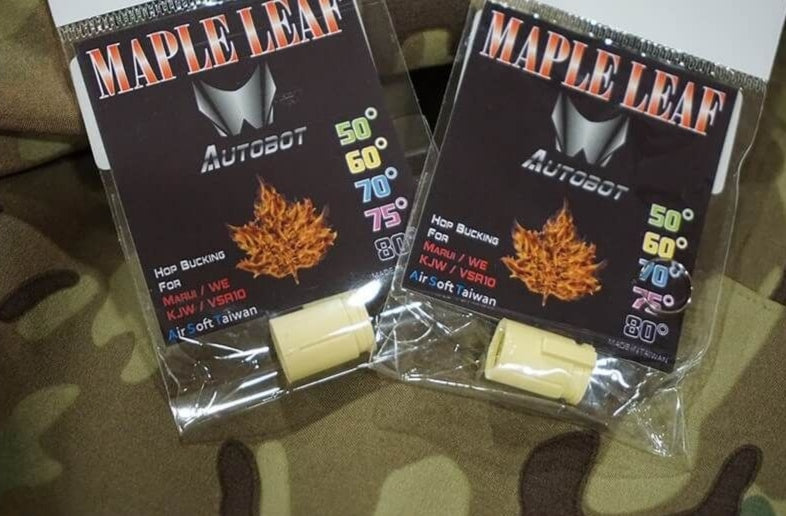 MAPLE LEAF
AUTOBOT
50°
60°
70°
75°
80
HOP BUCKING
FOR
MARUI / WE
KJW / VSR10
Air Soft Taiwan
MADE
MAPLE LEAF
AUTOBOT
50°
60°
70°
75°
80°
HOP BUCKING
FOR
MARUI / WE
KJW / VSR10
Air Soft Taiwan
MADE IN TAIWAN